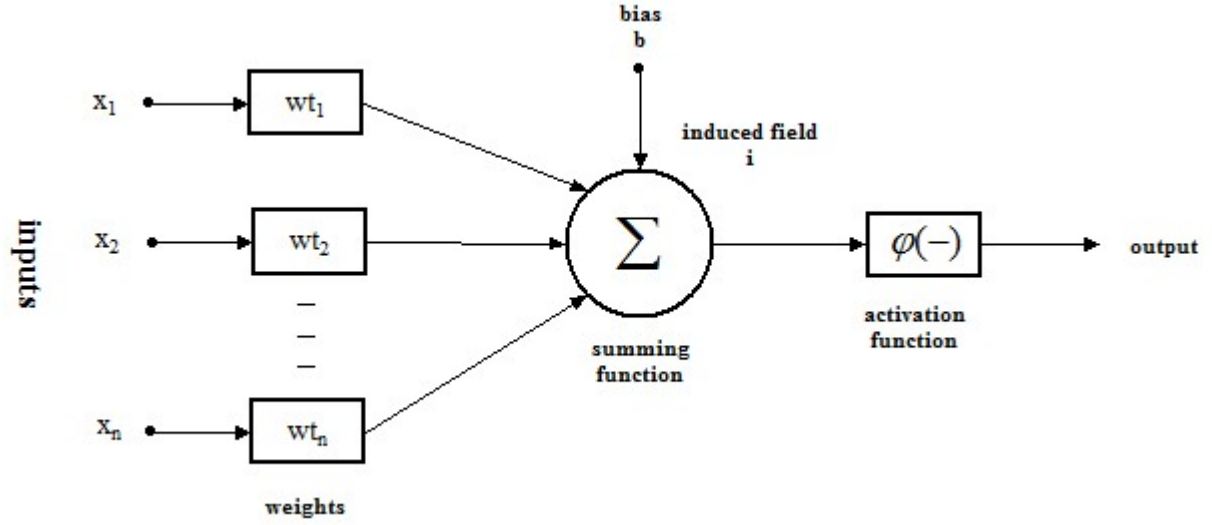 bias
b
x₁
wt₁
induced field
i
inputs
x₂
wt₂
∑
φ(−)
output
activation
function
summing
function
xₙ
wtₙ
weights